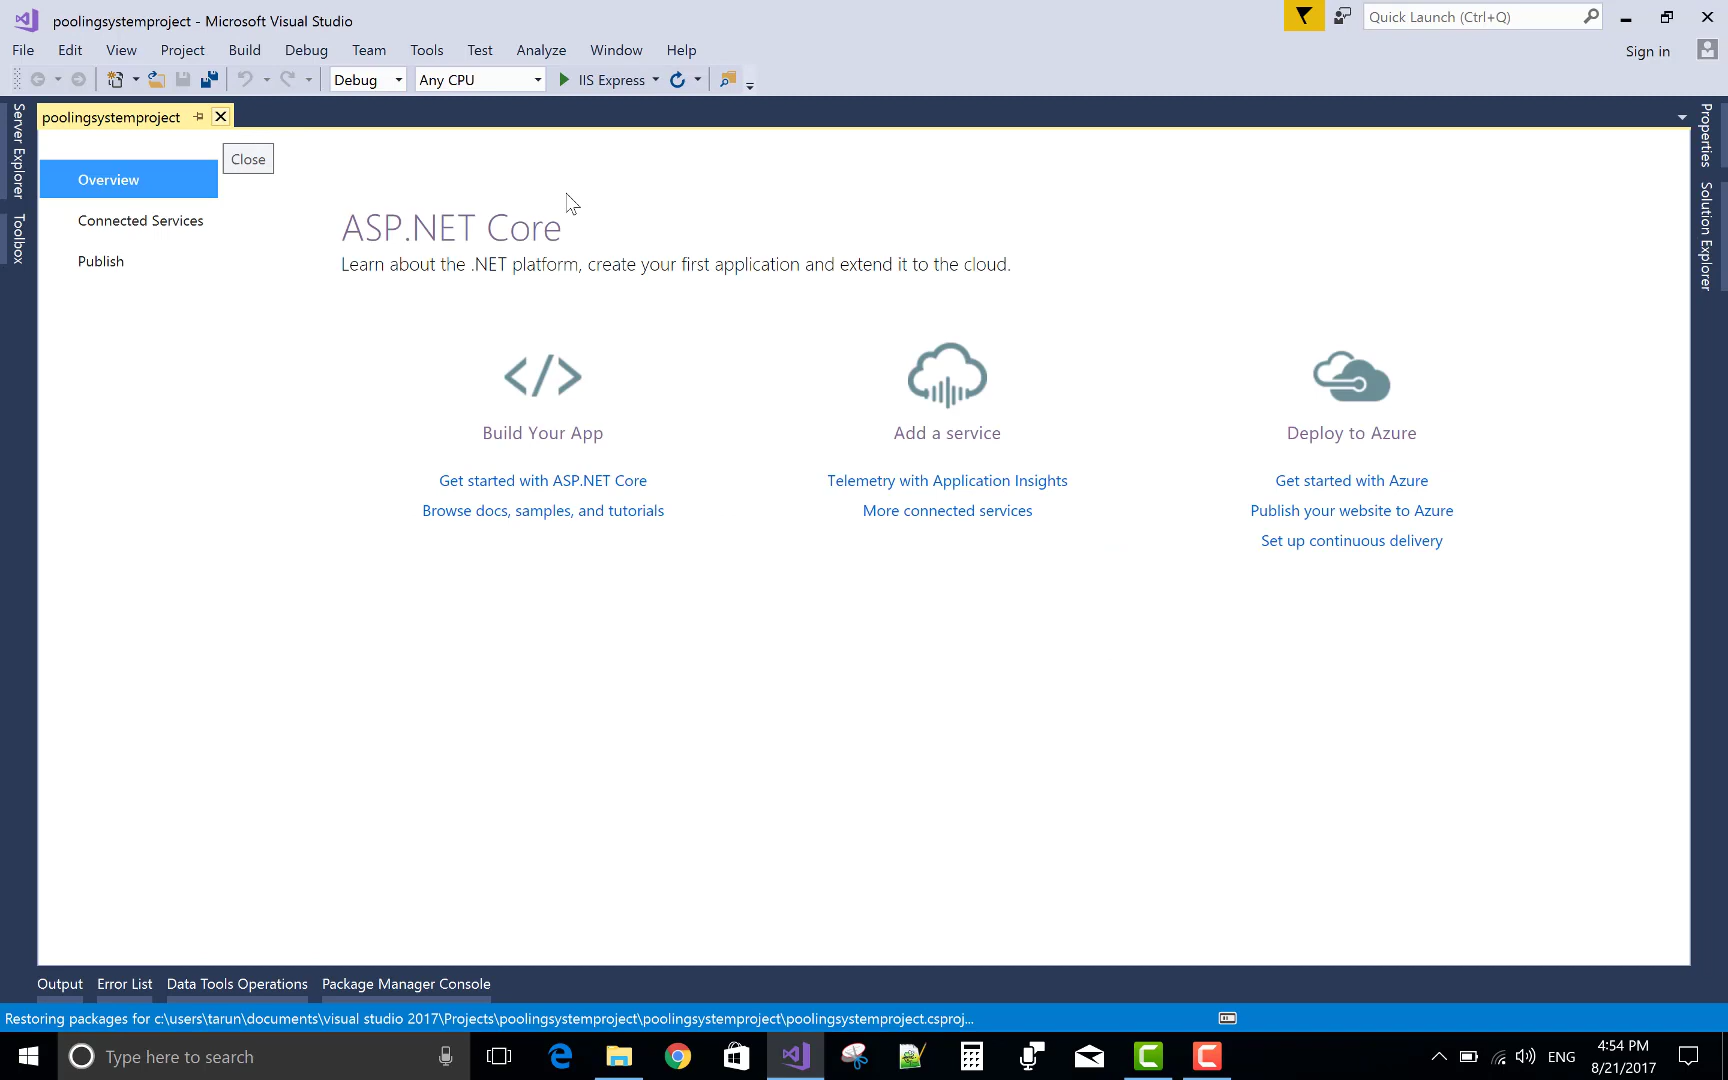 poolingsystemproject - Microsoft Visual Studio
Quick Launch (Ctrl+Q)
File Edit View Project Build Debug Team Tools Test Analyze Window Help
Sign in
Debug Any CPU IIS Express
Server Explorer
Toolbox
poolingsystemproject
Close
Overview
Connected Services
Publish
ASP.NET Core
Learn about the .NET platform, create your first application and extend it to the cloud.
Build Your App
Get started with ASP.NET Core
Browse docs, samples, and tutorials
Add a service
Telemetry with Application Insights
More connected services
Deploy to Azure
Get started with Azure
Publish your website to Azure
Set up continuous delivery
Properties
Solution Explorer
Output Error List Data Tools Operations Package Manager Console
Restoring packages for c:\users\tarun\documents\visual studio 2017\Projects\poolingsystemproject\poolingsystemproject\poolingsystemproject.csproj...
Type here to search
ENG
4:54 PM
8/21/2017